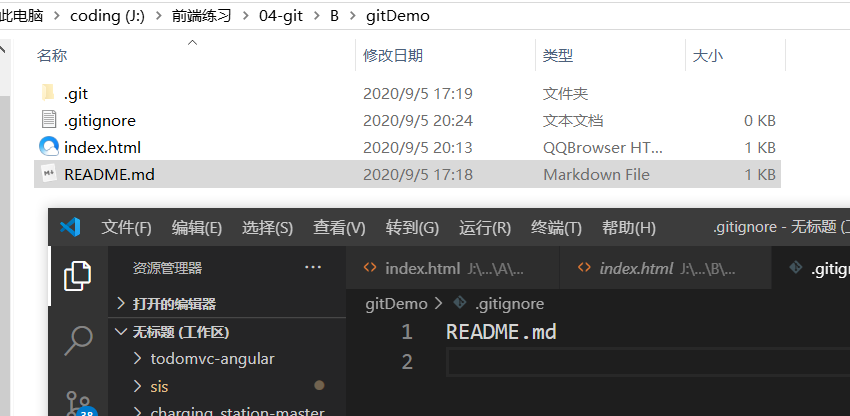 此电脑 > coding (J:) > 前端练习 > 04-git > B > gitDemo
名称 修改日期 类型 大小
.git 2020/9/5 17:19 文件夹
.gitignore 2020/9/5 20:24 文本文档 0 KB
index.html 2020/9/5 20:13 QQBrowser HT... 1 KB
README.md 2020/9/5 17:18 Markdown File 1 KB
文件(F) 编辑(E) 选择(S) 查看(V) 转到(G) 运行(R) 终端(T) 帮助(H) .gitignore - 无标题 (工
资源管理器 ··· index.html J:\...\A\... index.html J:\...\B\... .gitig
打开的编辑器 gitDemo > .gitignore
无标题 (工作区) 1 README.md
todomvc-angular 2
sis
charging_station-master
38